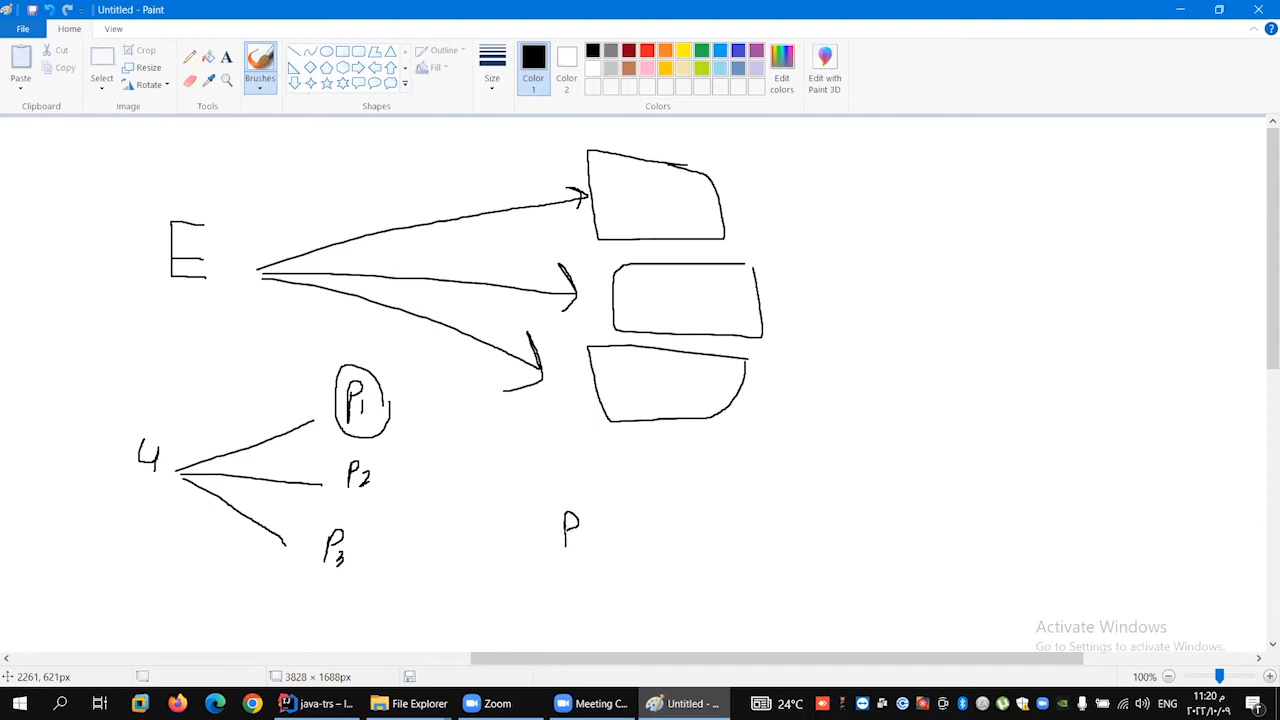 Untitled - Paint
File
Home
View
Paste
Cut
Copy
Clipboard
Select
Crop
Resize
Rotate
Image
A
Tools
Brushes
Shapes
Outline
Fill
Size
Color 1
Color 2
Edit colors
Colors
Edit with Paint 3D
E
4
P1
P2
P3
P
Activate Windows
Go to Settings to activate Windows.
2261, 621px
3828 × 1688px
100%
java-trs – I...
File Explorer
Zoom
Meeting C...
Untitled - ...
24°C
ENG
11:20 م